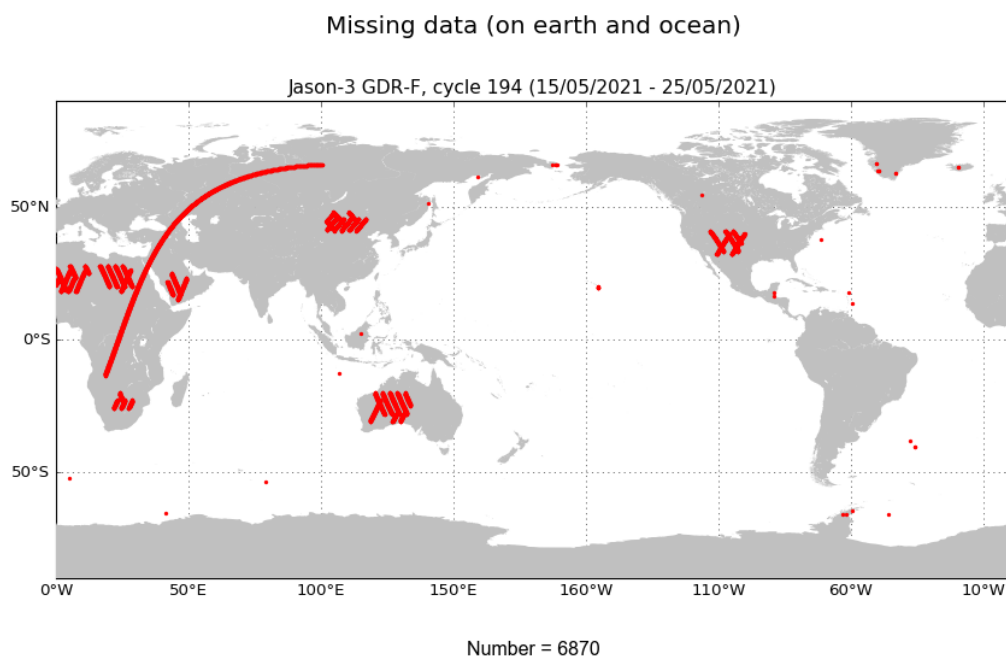 Missing data (on earth and ocean)
Jason-3 GDR-F, cycle 194 (15/05/2021 - 25/05/2021)
50°N
0°S
50°S
0°W 50°E 100°E 150°E 160°W 110°W 60°W 10°W
Number = 6870